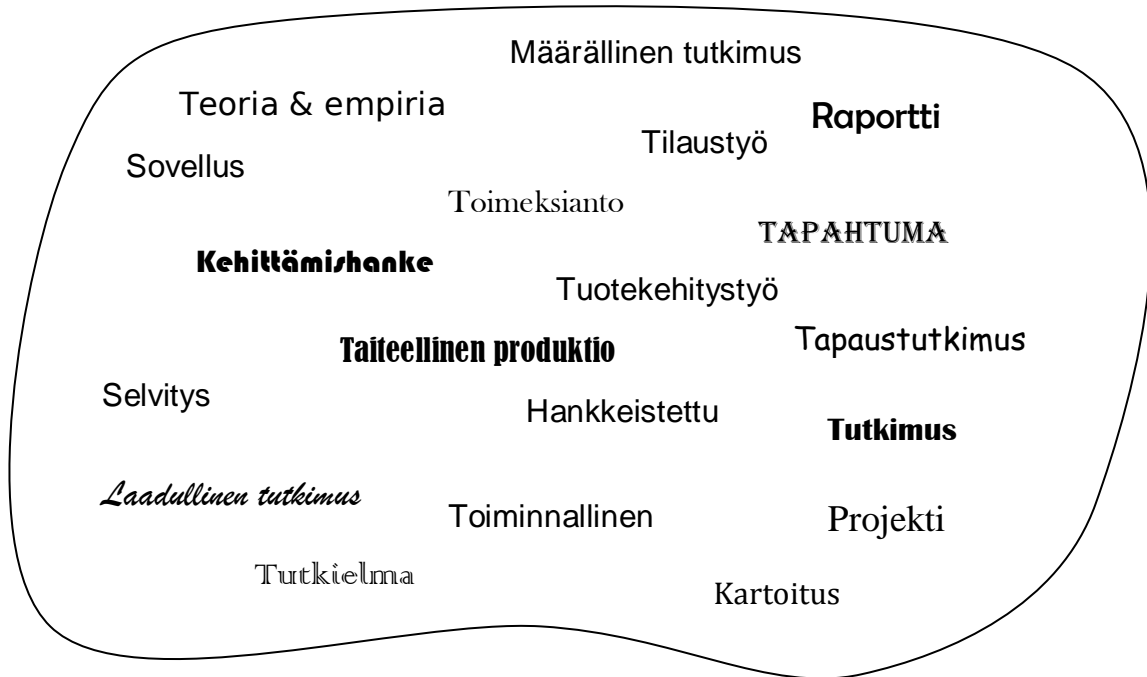 Määrällinen tutkimus
Teoria & empiria
Raportti
Tilaustyö
Sovellus
Toimeksianto
TAPAHTUMA
Kehittämishanke
Tuotekehitystyö
Taiteellinen produktio
Tapaustutkimus
Selvitys
Hankkeistettu
Tutkimus
Laadullinen tutkimus
Toiminnallinen
Projekti
Tutkielma
Kartoitus